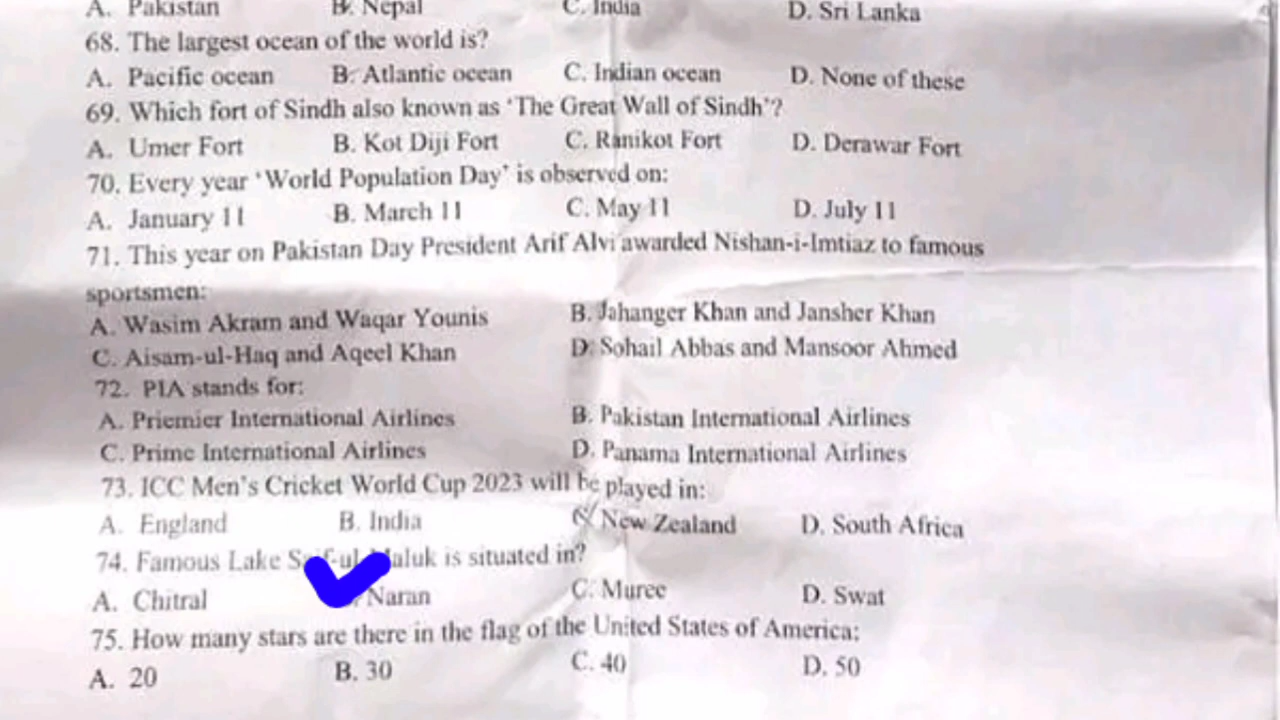 A. Pakistan B. Nepal C. India D. Sri Lanka
68. The largest ocean of the world is?
A. Pacific ocean B. Atlantic ocean C. Indian ocean D. None of these
69. Which fort of Sindh also known as 'The Great Wall of Sindh'?
A. Umer Fort B. Kot Diji Fort C. Ranikot Fort D. Derawar Fort
70. Every year 'World Population Day' is observed on:
A. January 11 B. March 11 C. May 11 D. July 11
71. This year on Pakistan Day President Arif Alvi awarded Nishan-i-Imtiaz to famous
sportsmen:
A. Wasim Akram and Waqar Younis B. Jahanger Khan and Jansher Khan
C. Aisam-ul-Haq and Aqeel Khan D. Sohail Abbas and Mansoor Ahmed
72. PIA stands for:
A. Priemier International Airlines B. Pakistan International Airlines
C. Prime International Airlines D. Panama International Airlines
73. ICC Men's Cricket World Cup 2023 will be played in:
A. England B. India C. New Zealand D. South Africa
74. Famous Lake is situated in?
A. Chitral Naran C. Muree D. Swat
75. How many stars are there in the flag of the United States of America:
A. 20 B. 30 C. 40 D. 50